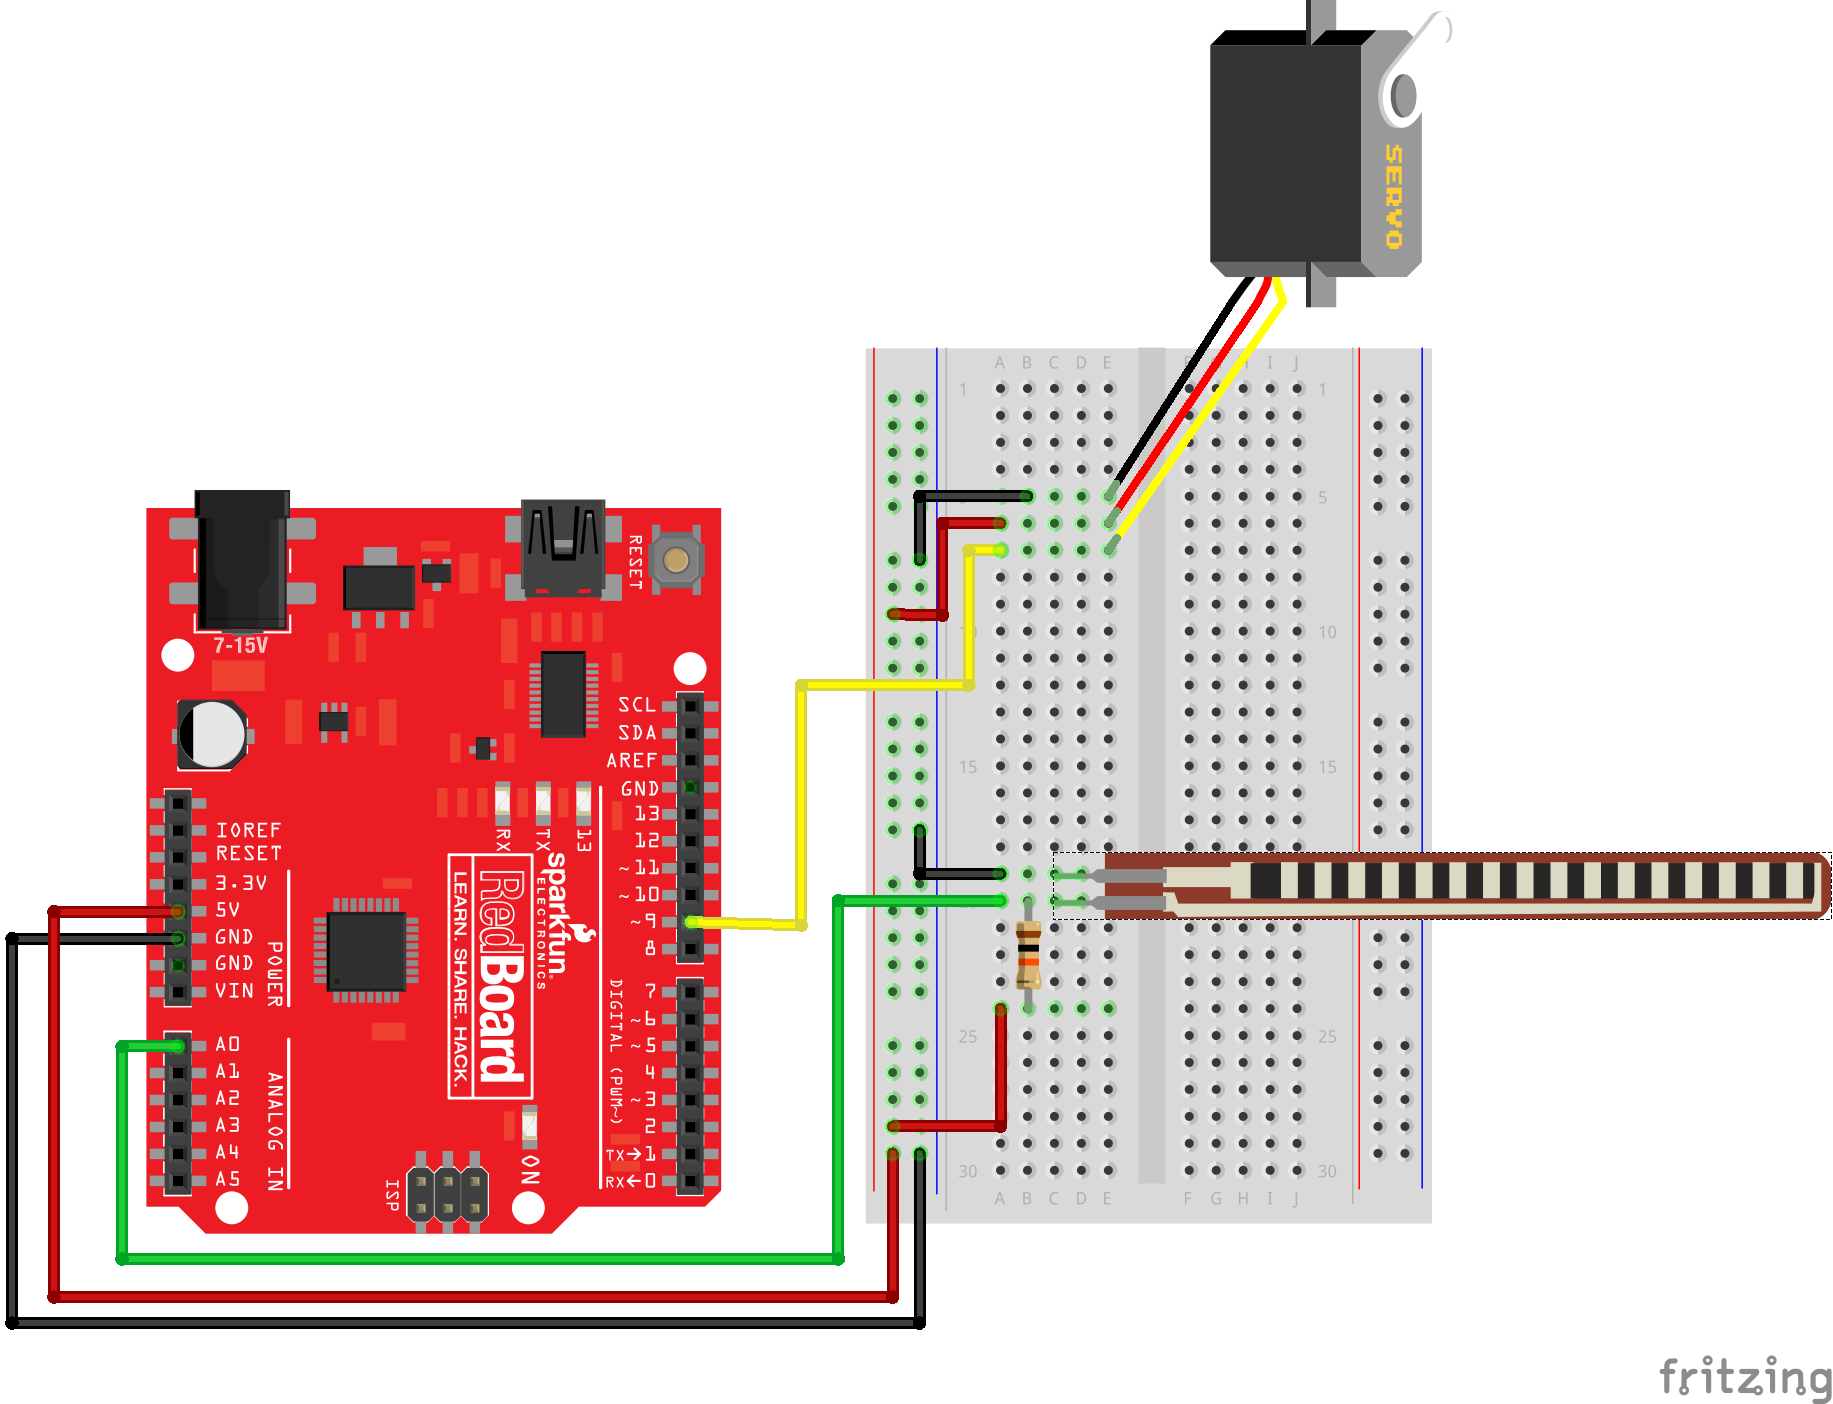 SERVO
A B C D E
I J
1
1
5
10
15
15
25
25
30
30
A B C D E
F G H I J
7-15V
RESET
SCL
SDA
AREF
GND
13
12
~11
~10
~9
8
7
~6
~5
4
~3
2
TX→1
RX←0
DIGITAL (PWM~)
IOREF
RESET
3.3V
5V
GND
GND
VIN
POWER
A0
A1
A2
A3
A4
A5
ANALOG IN
RX
TX
13
sparkfun
ELECTRONICS
RedBoard
LEARN. SHARE. HACK.
ON
ISP
fritzing